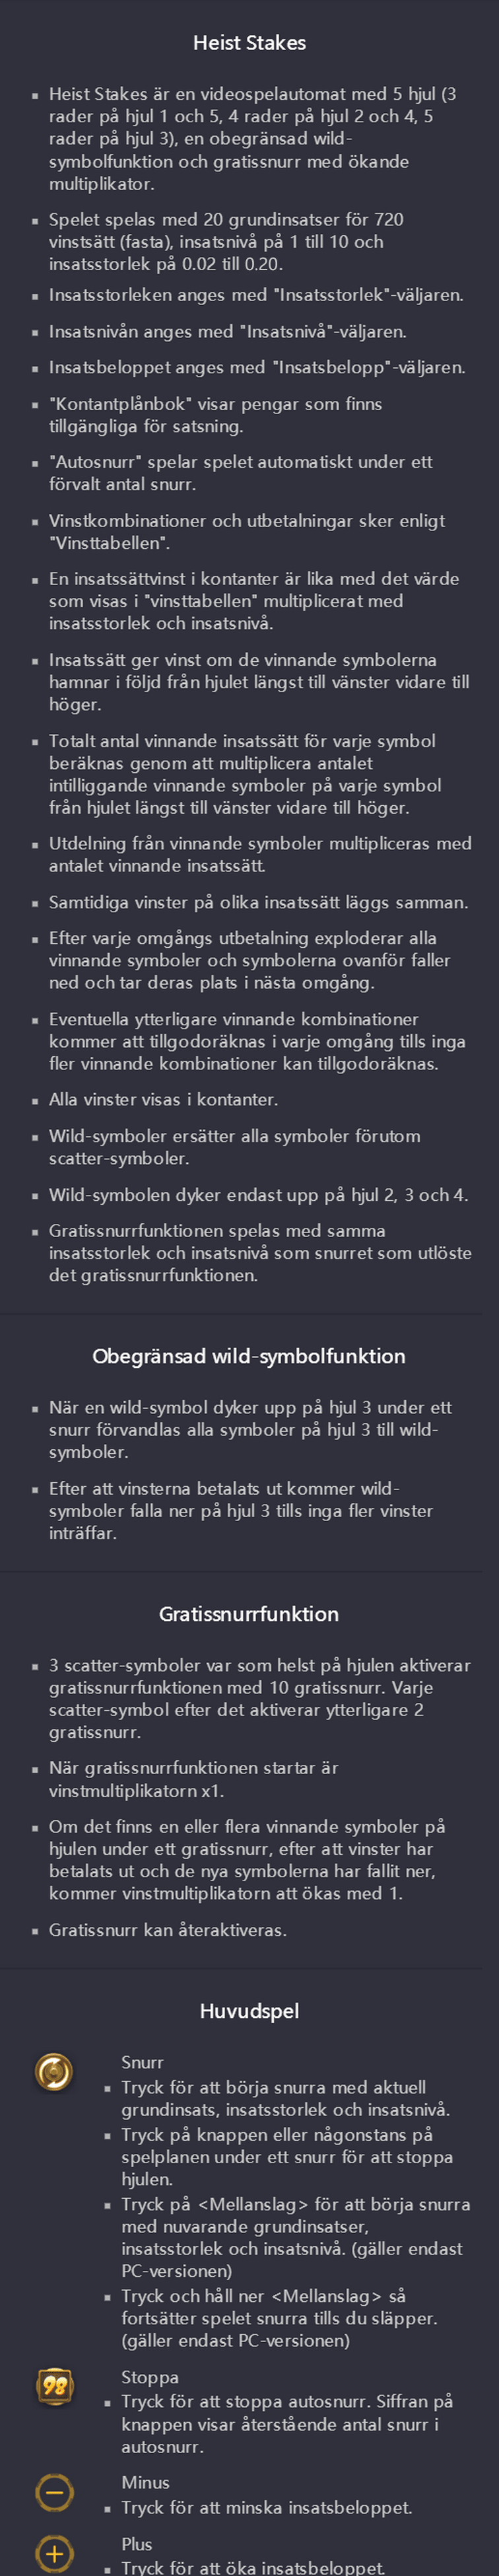 Heist Stakes
Heist Stakes är en videospelautomat med 5 hjul (3
rader på hjul 1 och 5, 4 rader på hjul 2 och 4, 5
rader på hjul 3), en obegränsad wild-
symbolfunktion och gratissnurr med ökande
multiplikator.
Spelet spelas med 20 grundinsatser för 720
vinstsätt (fasta), insatsnivå på 1 till 10 och
insatsstorlek på 0.02 till 0.20.
Insatsstorleken anges med "Insatsstorlek"-väljaren.
Insatsnivån anges med "Insatsnivå"-väljaren.
Insatsbeloppet anges med "Insatsbelopp"-väljaren.
"Kontantplånbok" visar pengar som finns
tillgängliga för satsning.
"Autosnurr" spelar spelet automatiskt under ett
förvalt antal snurr.
Vinstkombinationer och utbetalningar sker enligt
"Vinsttabellen".
En insatssättvinst i kontanter är lika med det värde
som visas i "vinsttabellen" multiplicerat med
insatsstorlek och insatsnivå.
Insatssätt ger vinst om de vinnande symbolerna
hamnar i följd från hjulet längst till vänster vidare till
höger.
Totalt antal vinnande insatssätt för varje symbol
beräknas genom att multiplicera antalet
intilliggande vinnande symboler på varje symbol
från hjulet längst till vänster vidare till höger.
Utdelning från vinnande symboler multipliceras med
antalet vinnande insatssätt.
Samtidiga vinster på olika insatssätt läggs samman.
Efter varje omgångs utbetalning exploderar alla
vinnande symboler och symbolerna ovanför faller
ned och tar deras plats i nästa omgång.
Eventuella ytterligare vinnande kombinationer
kommer att tillgodoräknas i varje omgång tills inga
fler vinnande kombinationer kan tillgodoräknas.
Alla vinster visas i kontanter.
Wild-symboler ersätter alla symboler förutom
scatter-symboler.
Wild-symbolen dyker endast upp på hjul 2, 3 och 4.
Gratissnurrfunktionen spelas med samma
insatsstorlek och insatsnivå som snurret som utlöste
det gratissnurrfunktionen.
Obegränsad wild-symbolfunktion
När en wild-symbol dyker upp på hjul 3 under ett
snurr förvandlas alla symboler på hjul 3 till wild-
symboler.
Efter att vinsterna betalats ut kommer wild-
symboler falla ner på hjul 3 tills inga fler vinster
inträffar.
Gratissnurrfunktion
3 scatter-symboler var som helst på hjulen aktiverar
gratissnurrfunktionen med 10 gratissnurr. Varje
scatter-symbol efter det aktiverar ytterligare 2
gratissnurr.
När gratissnurrfunktionen startar är
vinstmultiplikatorn x1.
Om det finns en eller flera vinnande symboler på
hjulen under ett gratissnurr, efter att vinster har
betalats ut och de nya symbolerna har fallit ner,
kommer vinstmultiplikatorn att ökas med 1.
Gratissnurr kan återaktiveras.
Huvudspel
Snurr
Tryck för att börja snurra med aktuell
grundinsats, insatsstorlek och insatsnivå.
Tryck på knappen eller någonstans på
spelplanen under ett snurr för att stoppa
hjulen.
Tryck på <Mellanslag> för att börja snurra
med nuvarande grundinsatser,
insatsstorlek och insatsnivå. (gäller endast
PC-versionen)
Tryck och håll ner <Mellanslag> så
fortsätter spelet snurra tills du släpper.
(gäller endast PC-versionen)
98
Stoppa
Tryck för att stoppa autosnurr. Siffran på
knappen visar återstående antal snurr i
autosnurr.
Minus
Tryck för att minska insatsbeloppet.
Plus
Tryck för att öka insatsbeloppet.